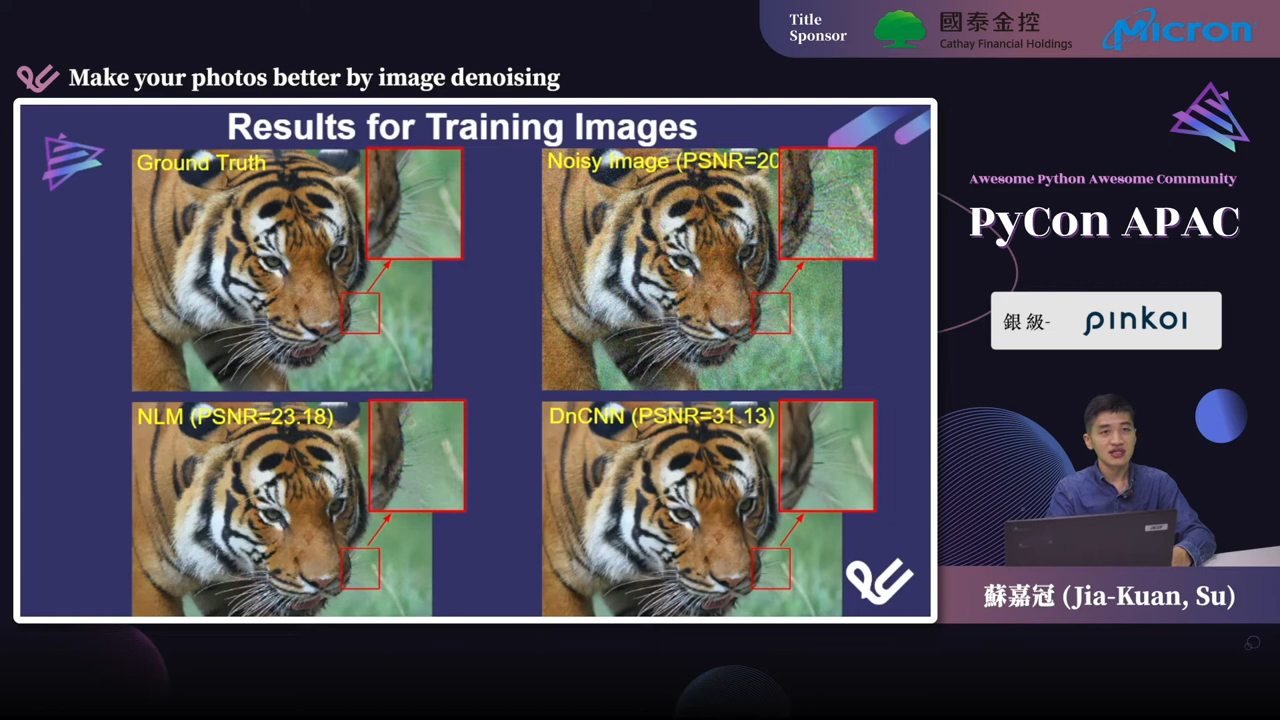 Title
Sponsor
國泰金控
Cathay Financial Holdings
Micron
Make your photos better by image denoising
Results for Training Images
Ground Truth
Noisy Image (PSNR=20
NLM (PSNR=23.18)
DnCNN (PSNR=31.13)
Awesome Python Awesome Community
PyCon APAC
銀級-
pinkoi
acer
蘇嘉冠 (Jia-Kuan, Su)